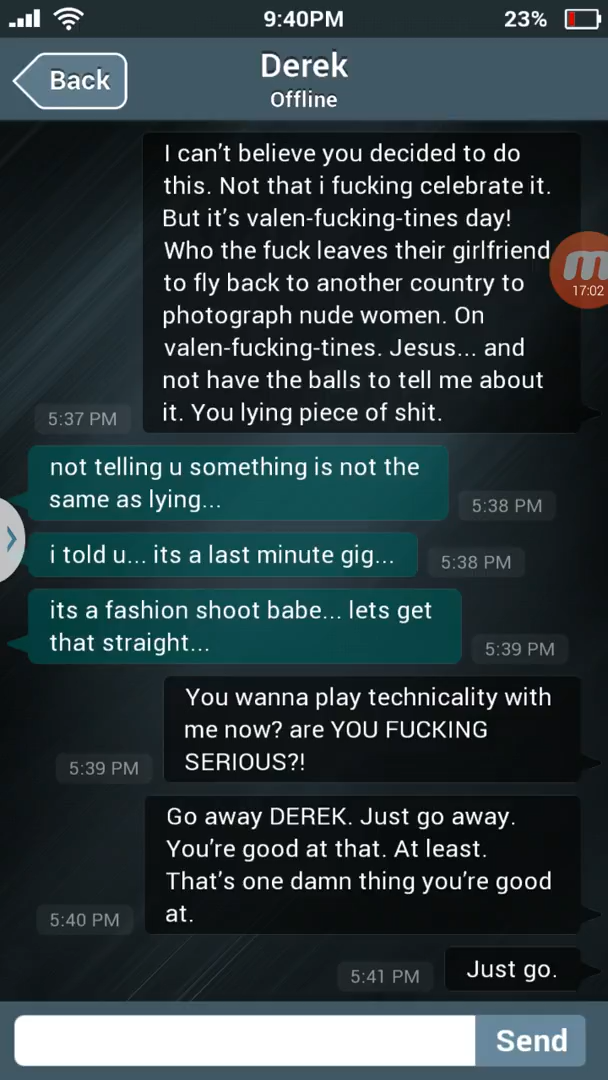 9:40PM
23%
Back
Derek
Offline
I can't believe you decided to do
this. Not that i fucking celebrate it.
But it's valen-fucking-tines day!
Who the fuck leaves their girlfriend
to fly back to another country to
photograph nude women. On
valen-fucking-tines. Jesus... and
not have the balls to tell me about
it. You lying piece of shit.
5:37 PM
17:02
not telling u something is not the
same as lying...
5:38 PM
i told u... its a last minute gig...
5:38 PM
its a fashion shoot babe... lets get
that straight...
5:39 PM
You wanna play technicality with
me now? are YOU FUCKING
SERIOUS?!
5:39 PM
Go away DEREK. Just go away.
You're good at that. At least.
That's one damn thing you're good
at.
5:40 PM
Just go.
5:41 PM
Send